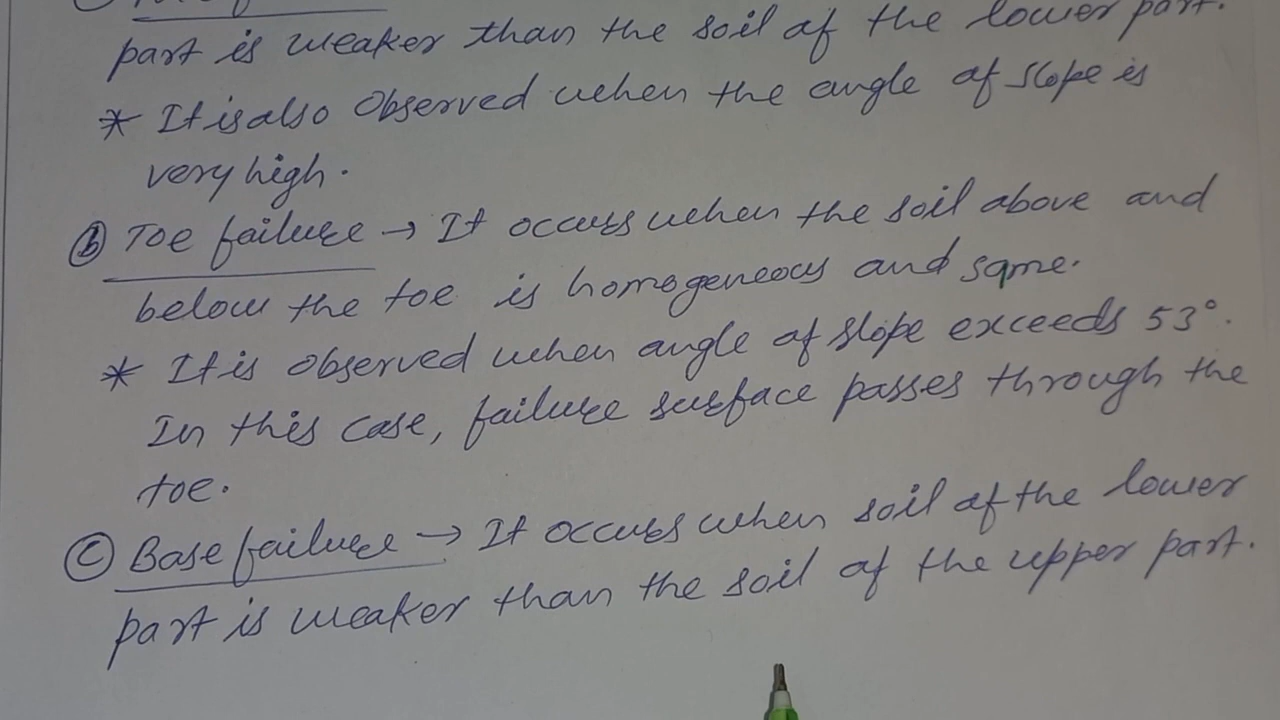 part is weaker than the soil of the lower part.
* It is also observed when the angle of slope is
very high.
(b) Toe failure → It occurs when the soil above and
below the toe is homogeneous and same.
* It is observed when angle of slope exceeds 53°.
In this case, failure surface passes through the
toe.
(c) Base failure → It occurs when soil of the lower
part is weaker than the soil of the upper part.